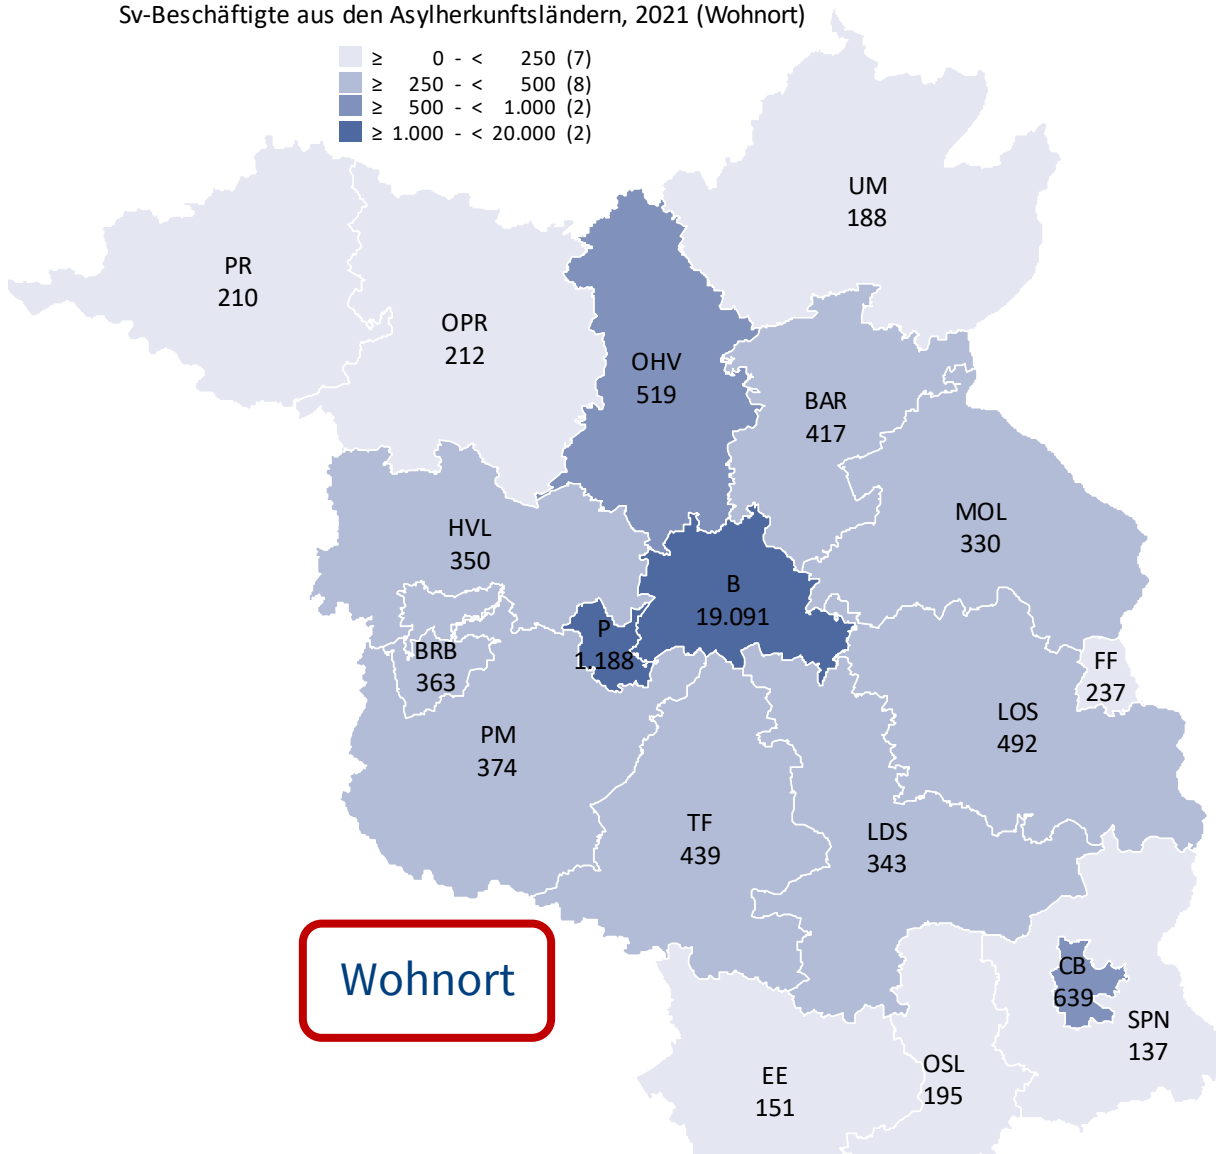 Sv-Beschäftigte aus den Asylherkunftsländern, 2021 (Wohnort)
≥ 0 - < 250 (7)
≥ 250 - < 500 (8)
≥ 500 - < 1.000 (2)
≥ 1.000 - < 20.000 (2)
UM
188
PR
210
OPR
212
OHV
519
BAR
417
HVL
350
MOL
330
B
19.091
P
1.188
BRB
363
FF
237
LOS
492
PM
374
TF
439
LDS
343
Wohnort
CB
639
SPN
137
EE
151
OSL
195